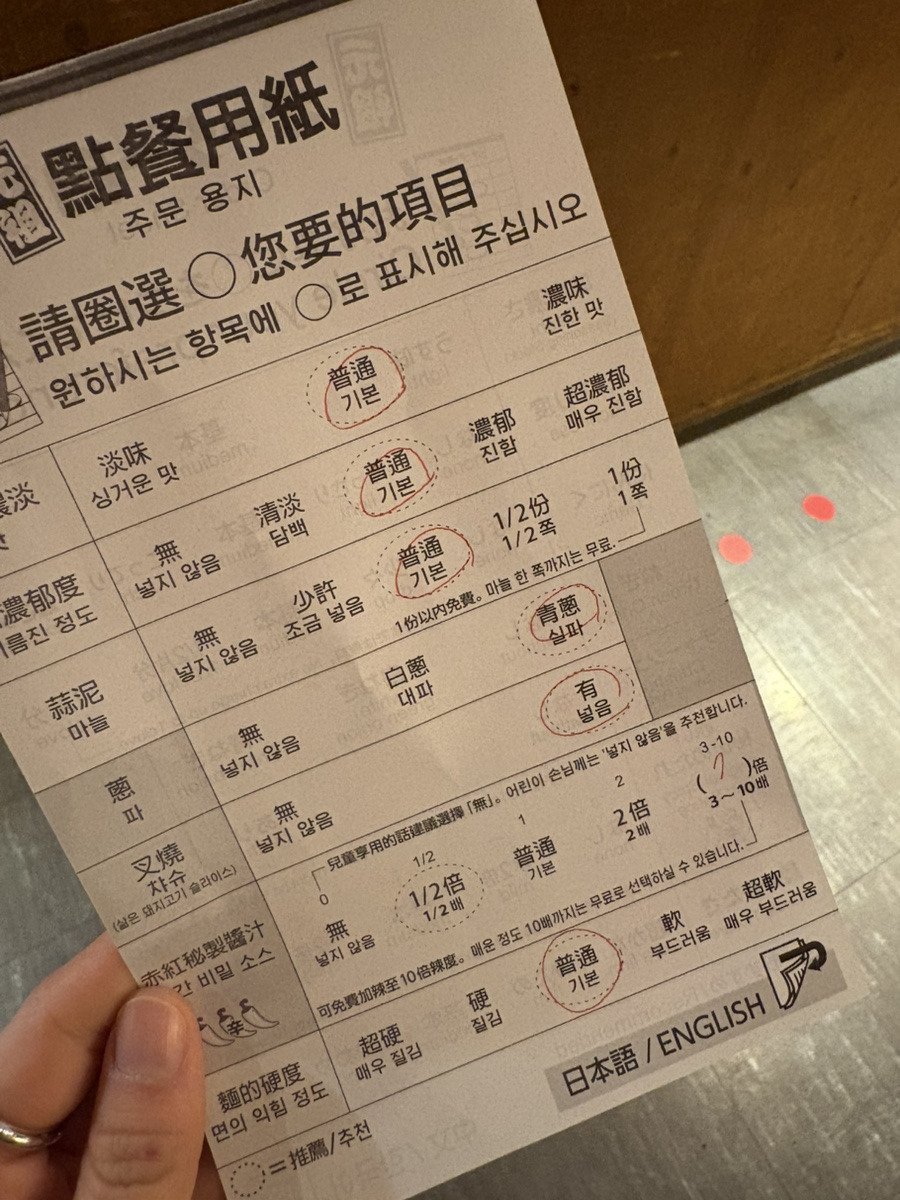 點餐用紙
주문 용지
請圈選 ○ 您要的項目
원하시는 항목에 ○로 표시해 주십시오
淡味 普通 濃味
싱거운 맛 기본 진한 맛
濃郁度 無 清淡 普通 濃郁 超濃郁
넣지 않음 담백 기본 진함 매우 진함
蒜泥 無 少許 普通 1/2份 1份
마늘 넣지 않음 조금 넣음 기본 1/2쪽 1쪽
1份以内免費。마늘 한 쪽까지는 무료.
蔥 無 白蔥 青蔥
파 넣지 않음 대파 실파
叉燒 無 有
챠슈 넣지 않음 넣음
(삶은 돼지고기 슬라이스)
兒童享用的話建議選擇「無」。어린이 손님께는 '넣지 않음'을 추천합니다.
0 1/2 1 2 3-10
赤紅秘製醬汁 無 1/2倍 普通 2倍 (7)倍
비밀 소스 넣지 않음 1/2배 기본 2배 3~10배
辛
可免費加辣至10倍辣度。매운 정도 10배까지는 무료로 선택하실 수 있습니다.
麵的硬度 超硬 硬 普通 軟 超軟
면의 익힘 정도 매우 질김 질김 기본 부드러움 매우 부드러움
= 推薦/추천
日本語 / ENGLISH